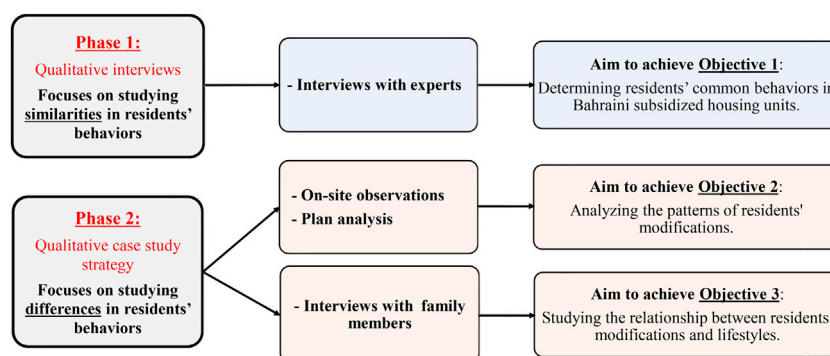 Phase 1:
Qualitative interviews
Focuses on studying
similarities in residents'
behaviors
- Interviews with experts
Aim to achieve Objective 1:
Determining residents' common behaviors in
Bahraini subsidized housing units.
Phase 2:
Qualitative case study
strategy
Focuses on studying
differences in residents'
behaviors
- On-site observations
- Plan analysis
Aim to achieve Objective 2:
Analyzing the patterns of residents'
modifications.
- Interviews with family
members
Aim to achieve Objective 3:
Studying the relationship between residents
modifications and lifestyles.